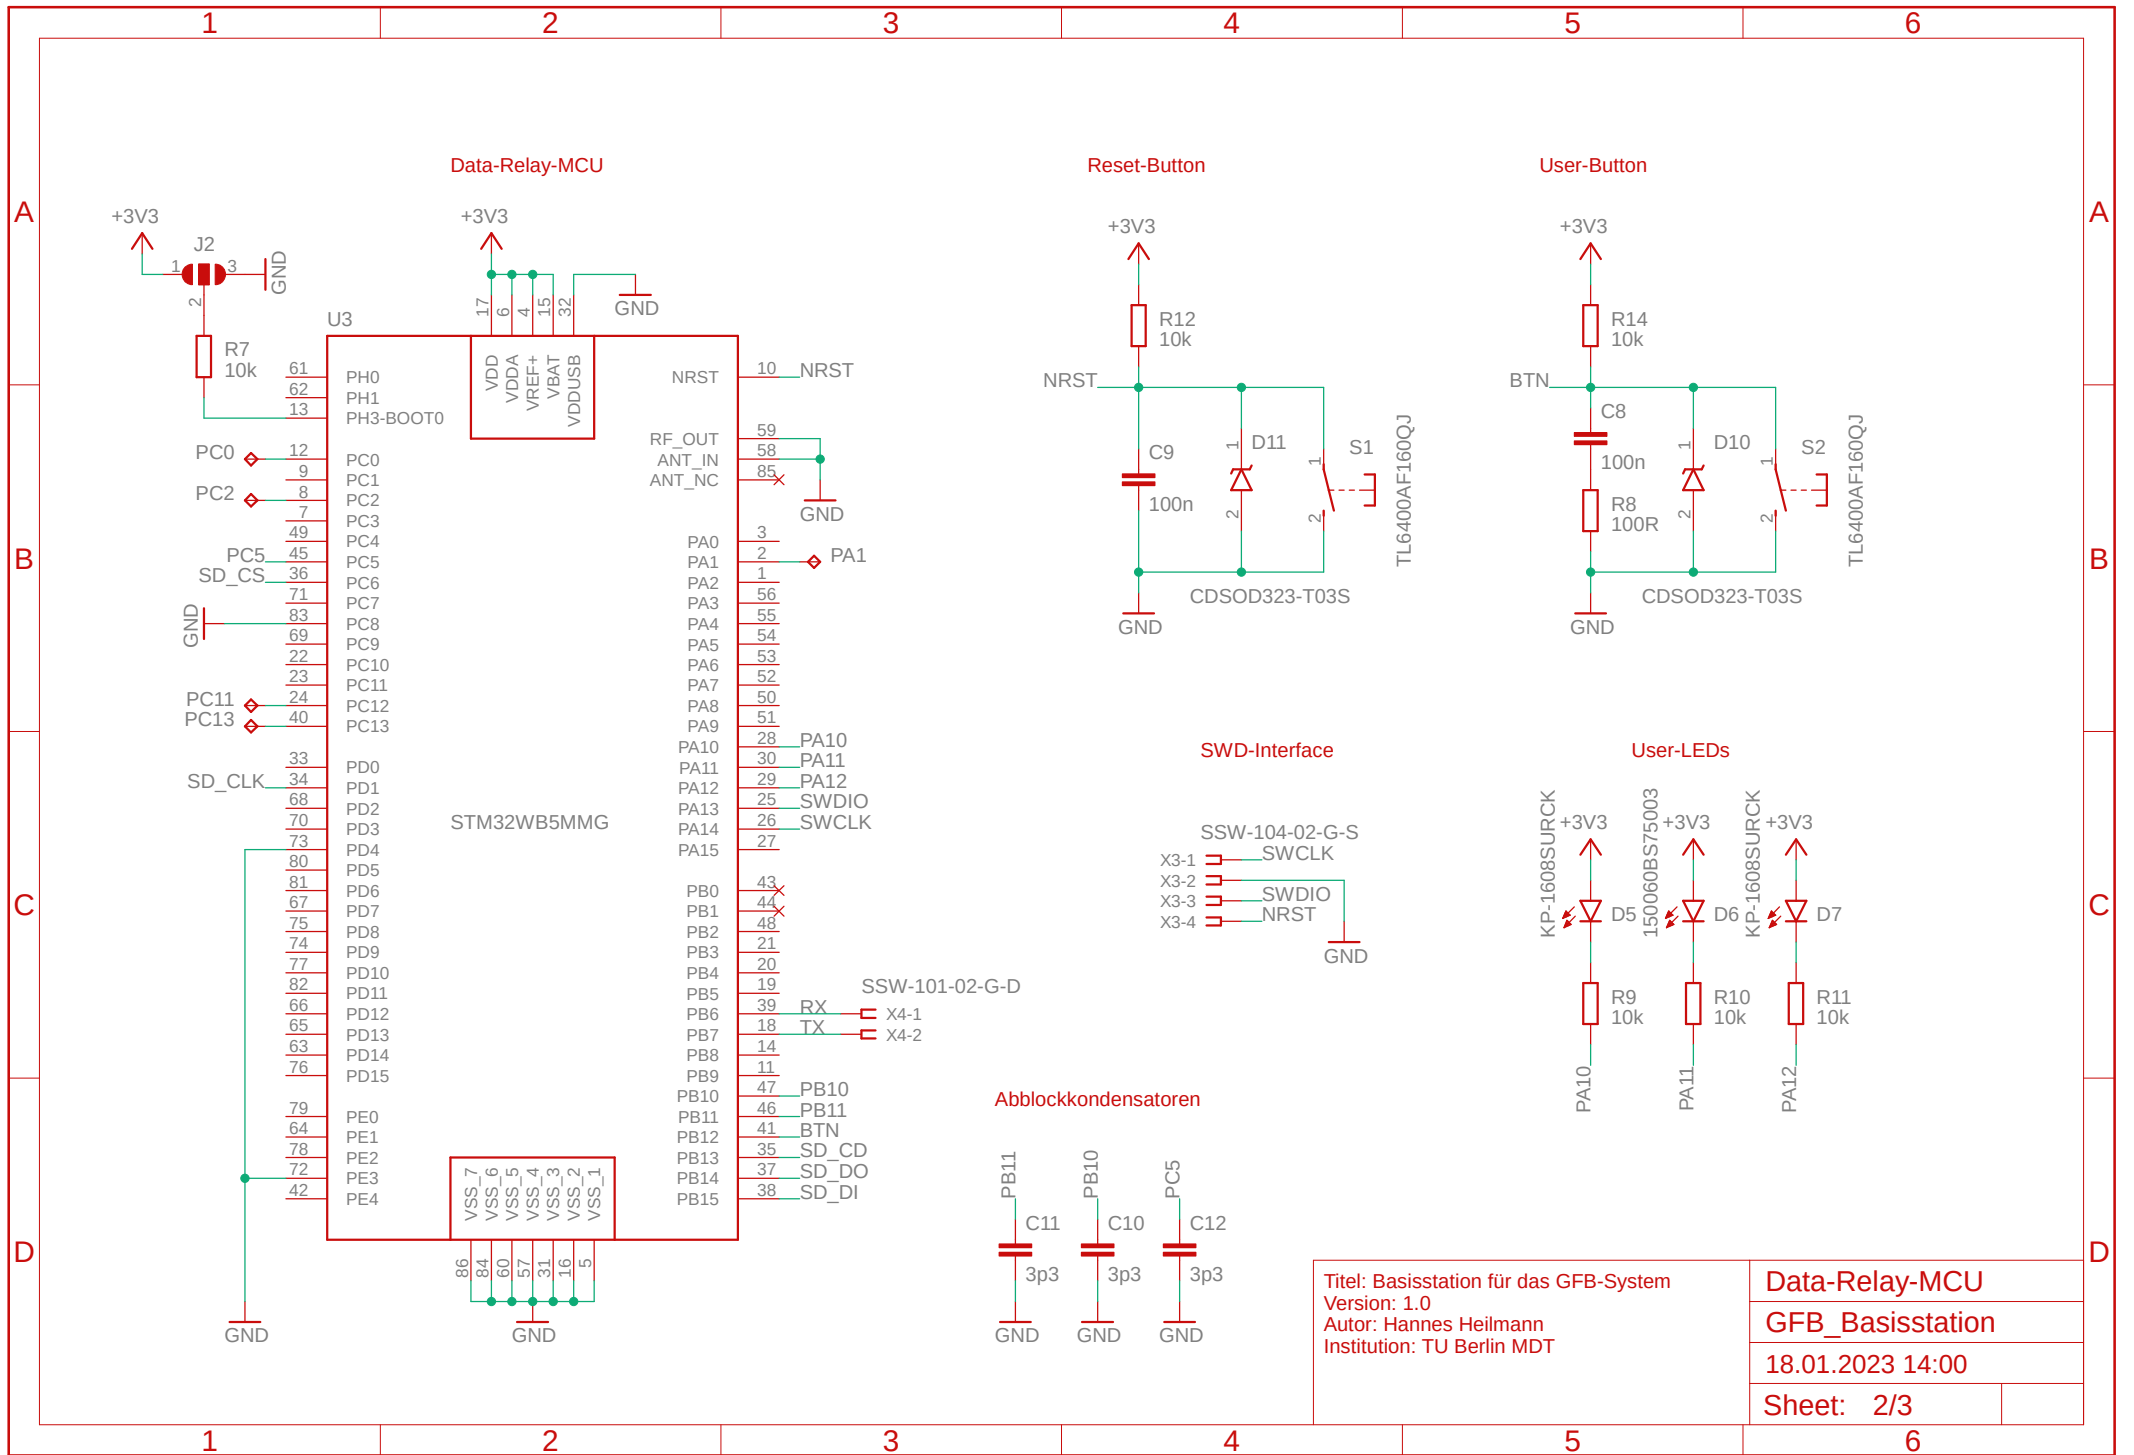 1 2 3 4 5 6
A A
B B
C C
D D
Data-Relay-MCU
+3V3
J2
1 3
2
GND
R7
10k
+3V3
17 6 4 15 32
GND
U3
VDD VDDA VREF+ VBAT VDDUSB
61 PH0
62 PH1
13 PH3-BOOT0
PC0 12 PC0
9 PC1
PC2 8 PC2
7 PC3
49 PC4
PC5 45 PC5
SD_CS 36 PC6
71 PC7
GND 83 PC8
69 PC9
22 PC10
23 PC11
PC11 24 PC12
PC13 40 PC13
33 PD0
SD_CLK 34 PD1
68 PD2
70 PD3
73 PD4
80 PD5
81 PD6
67 PD7
75 PD8
74 PD9
77 PD10
82 PD11
66 PD12
65 PD13
63 PD14
76 PD15
79 PE0
64 PE1
78 PE2
72 PE3
42 PE4
GND
STM32WB5MMG
NRST 10 NRST
RF_OUT 59
ANT_IN 58
ANT_NC 85
GND
PA0 3
PA1 2 PA1
PA2 1
PA3 56
PA4 55
PA5 54
PA6 53
PA7 52
PA8 50
PA9 51
PA10 28 PA10
PA11 30 PA11
PA12 29 PA12
PA13 25 SWDIO
PA14 26 SWCLK
PA15 27
PB0 43
PB1 44
PB2 48
PB3 21
PB4 20
PB5 19
SSW-101-02-G-D
PB6 39 RX X4-1
PB7 18 TX X4-2
PB8 14
PB9 11
PB10 47 PB10
PB11 46 PB11
PB12 41 BTN
PB13 35 SD_CD
PB14 37 SD_DO
PB15 38 SD_DI
VSS_7 VSS_6 VSS_5 VSS_4 VSS_3 VSS_2 VSS_1
86 84 60 57 31 16 5
GND
Reset-Button
+3V3
R12
10k
NRST
C9
100n
1 D11
2
1 S1
2
TL6400AF160QJ
CDSOD323-T03S
GND
User-Button
+3V3
R14
10k
BTN
C8
100n
R8
100R
1 D10
2
1 S2
2
TL6400AF160QJ
CDSOD323-T03S
GND
SWD-Interface
SSW-104-02-G-S
X3-1 SWCLK
X3-2
X3-3 SWDIO
X3-4 NRST
GND
User-LEDs
KP-1608SURCK +3V3 150060BS75003 +3V3 KP-1608SURCK +3V3
D5 D6 D7
R9 R10 R11
10k 10k 10k
PA10 PA11 PA12
Abblockkondensatoren
PB11 PB10 PC5
C11 C10 C12
3p3 3p3 3p3
GND GND GND
Titel: Basisstation für das GFB-System
Version: 1.0
Autor: Hannes Heilmann
Institution: TU Berlin MDT
Data-Relay-MCU
GFB_Basisstation
18.01.2023 14:00
Sheet: 2/3
1 2 3 4 5 6